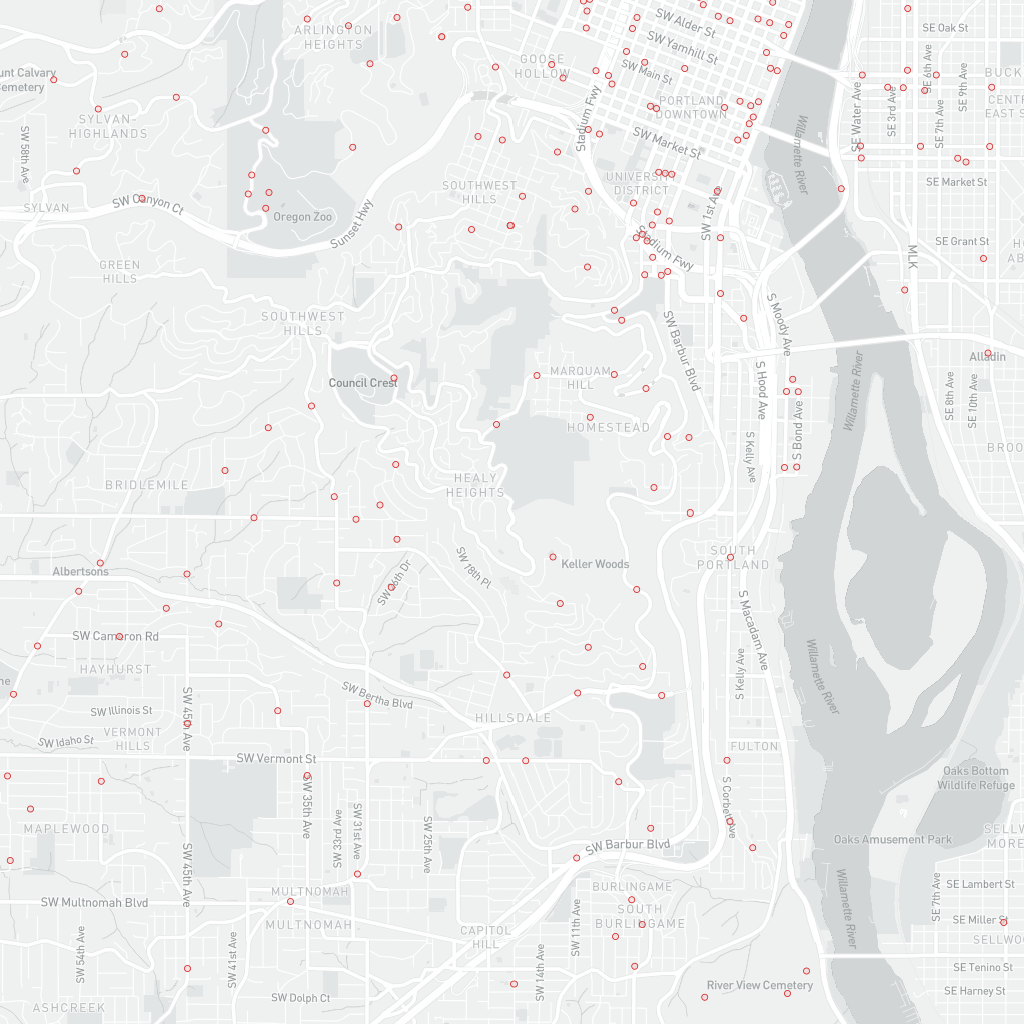 ARLINGTON
HEIGHTS
SW Alder St
SE Oak St
SW Yamhill St
GOOSE
HOLLOW
SW Main St
SE 6th Ave
SE 9th Ave
unt Calvary
Cemetery
BUCK
SE Water Ave
SE 3rd Ave
SE 7th Ave
CENT
EAST S
PORTLAND
DOWNTOWN
Stadium Fwy
SYLVAN-
HIGHLANDS
SW 58th Ave
SW Market St
Willamette River
SE Market St
UNIVERSITY
DISTRICT
SOUTHWEST
HILLS
SW 1st Ave
SYLVAN
SW Canyon Ct
Oregon Zoo
Sunset Hwy
Stadium Fwy
SE Grant St
MLK
HO
AB
GREEN
HILLS
SOUTHWEST
HILLS
SW Barbur Blvd
S Moody Ave
Alladin
Council Crest
MARQUAM
HILL
S Hood Ave
Willamette River
SE 8th Ave
SE 10th Ave
HOMESTEAD
S Bond Ave
S Kelly Ave
BROO
BRIDLEMILE
HEALY
HEIGHTS
SW 18th Pl
Keller Woods
SOUTH
PORTLAND
Albertsons
SW 36th Dr
S Macadam Ave
SW Cameron Rd
HAYHURST
S Kelly Ave
Willamette River
ne
SW Bertha Blvd
SW 45th Ave
SW Illinois St
HILLSDALE
VERMONT
HILLS
SW Idaho St
FULTON
SW Vermont St
Oaks Bottom
Wildlife Refuge
SW 35th Ave
S Corbett Ave
SW 33rd Ave
SW 31st Ave
SW 25th Ave
MAPLEWOOD
SELLW
MORE
Oaks Amusement Park
SW Barbur Blvd
SW 45th Ave
MULTNOMAH
BURLINGAME
SE 7th Ave
SE Lambert St
Willamette River
SW Multnomah Blvd
MULTNOMAH
SOUTH
BURLINGAME
SE Miller St
SW 11th Ave
CAPITOL
HILL
SELLWO
SW 54th Ave
SW 41st Ave
SW 14th Ave
SE Tenino St
River View Cemetery
SE Harney St
SW Dolph Ct
ASHCREEK